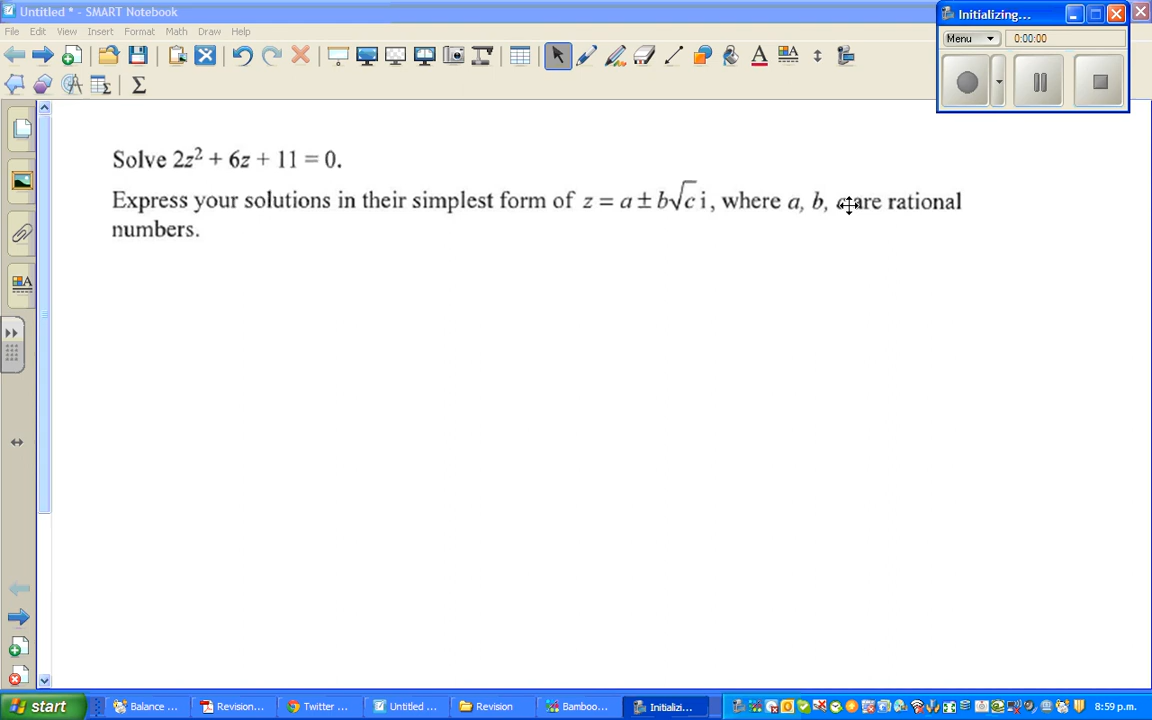 Untitled * - SMART Notebook
Initializing...
File Edit View Insert Format Math Draw Help
Menu
0:00:00
Solve 2z² + 6z + 11 = 0.
Express your solutions in their simplest form of z = a ± b√c i, where a, b, are rational
numbers.
start
Balance ...
Revision...
Twitter ...
Untitled ...
Revision
Bamboo...
Initializi...
8:59 p.m.